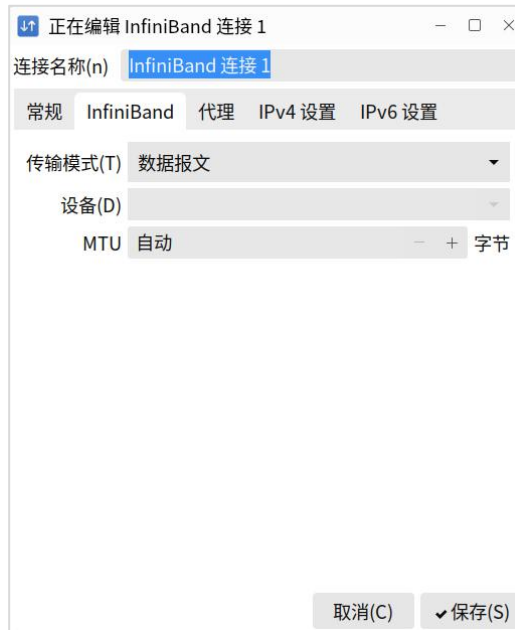 正在编辑 InfiniBand 连接 1
连接名称(n) InfiniBand 连接 1
常规 InfiniBand 代理 IPv4 设置 IPv6 设置
传输模式(T) 数据报文
设备(D)
MTU 自动 字节
取消(C) 保存(S)